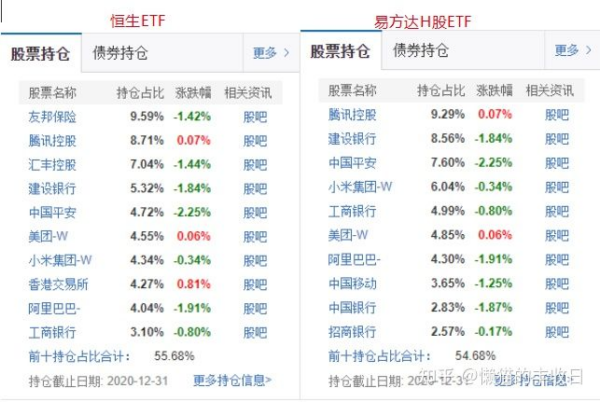 恒生ETF
股票持仓 债券持仓 更多 >
股票名称 持仓占比 涨跌幅 相关资讯
友邦保险 9.59% -1.42% 股吧
腾讯控股 8.71% 0.07% 股吧
汇丰控股 7.04% -1.44% 股吧
建设银行 5.32% -1.84% 股吧
中国平安 4.72% -2.25% 股吧
美团-W 4.55% 0.06% 股吧
小米集团-W 4.34% -0.34% 股吧
香港交易所 4.27% 0.81% 股吧
阿里巴巴- 4.04% -1.91% 股吧
工商银行 3.10% -0.80% 股吧
前十持仓占比合计： 55.68%
持仓截止日期: 2020-12-31 更多持仓信息>
易方达H股ETF
股票持仓 债券持仓 更多 >
股票名称 持仓占比 涨跌幅 相关资讯
腾讯控股 9.29% 0.07% 股吧
建设银行 8.56% -1.84% 股吧
中国平安 7.60% -2.25% 股吧
小米集团-W 6.04% -0.34% 股吧
工商银行 4.99% -0.80% 股吧
美团-W 4.85% 0.06% 股吧
阿里巴巴- 4.30% -1.91% 股吧
中国移动 3.65% -1.25% 股吧
中国银行 2.83% -1.87% 股吧
招商银行 2.57% -0.17% 股吧
前十持仓占比合计： 54.68%
持仓截止日期: 2020-12-31 更多持仓信息>
知乎